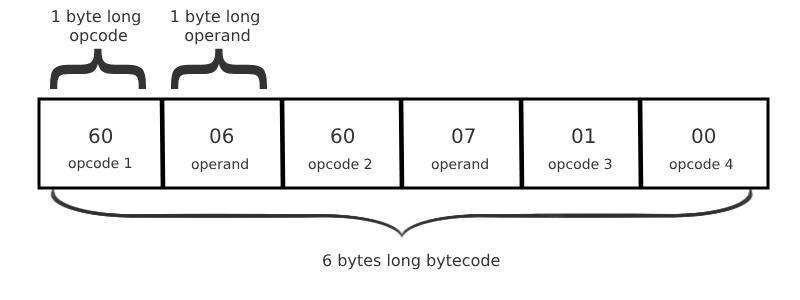 1 byte long
opcode
1 byte long
operand
60
06
60
07
01
00
opcode 1
operand
opcode 2
operand
opcode 3
opcode 4
6 bytes long bytecode